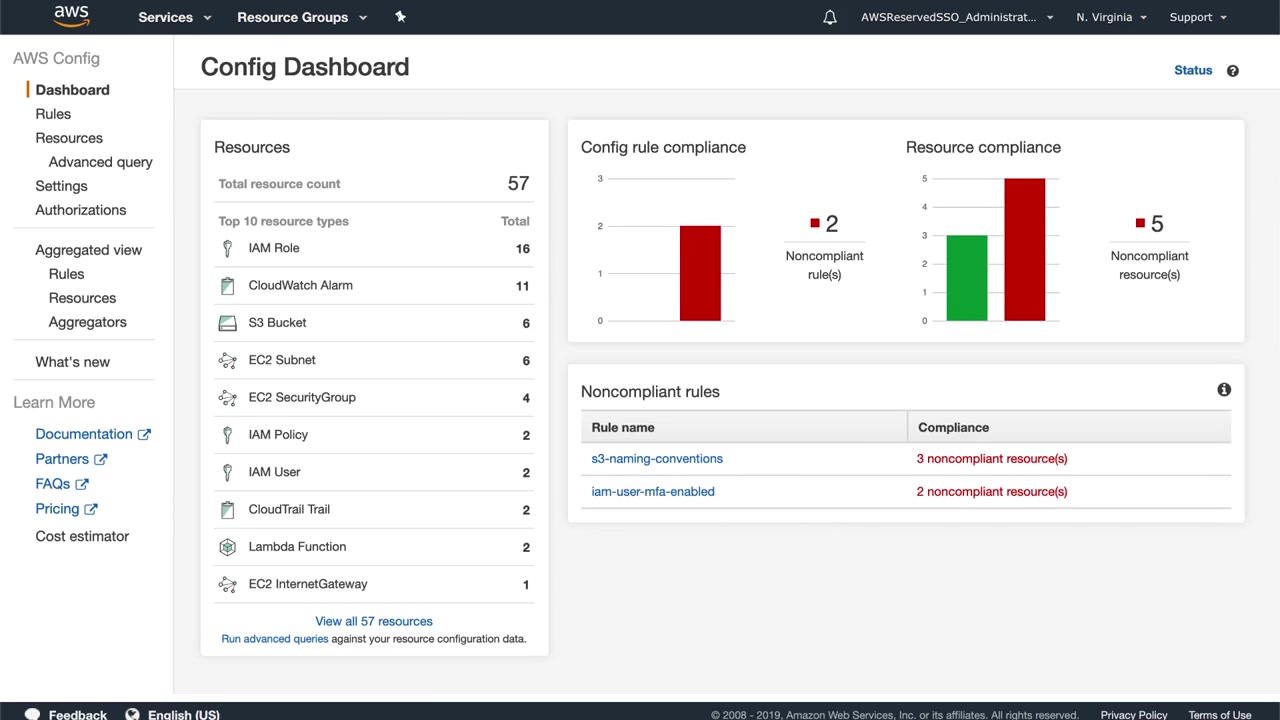 aws
Services
Resource Groups
AWSReservedSSO_Administrat...
N. Virginia
Support
AWS Config
Dashboard
Rules
Resources
Advanced query
Settings
Authorizations
Aggregated view
Rules
Resources
Aggregators
What's new
Learn More
Documentation
Partners
FAQs
Pricing
Cost estimator
Config Dashboard
Status
Resources
Total resource count 57
Top 10 resource types Total
IAM Role 16
CloudWatch Alarm 11
S3 Bucket 6
EC2 Subnet 6
EC2 SecurityGroup 4
IAM Policy 2
IAM User 2
CloudTrail Trail 2
Lambda Function 2
EC2 InternetGateway 1
View all 57 resources
Run advanced queries against your resource configuration data.
Config rule compliance
3
2
1
0
2
Noncompliant
rule(s)
Resource compliance
5
4
3
2
1
0
5
Noncompliant
resource(s)
Noncompliant rules
Rule name Compliance
s3-naming-conventions 3 noncompliant resource(s)
iam-user-mfa-enabled 2 noncompliant resource(s)
Feedback
English (US)
© 2008 - 2019, Amazon Web Services, Inc. or its affiliates. All rights reserved.
Privacy Policy
Terms of Use